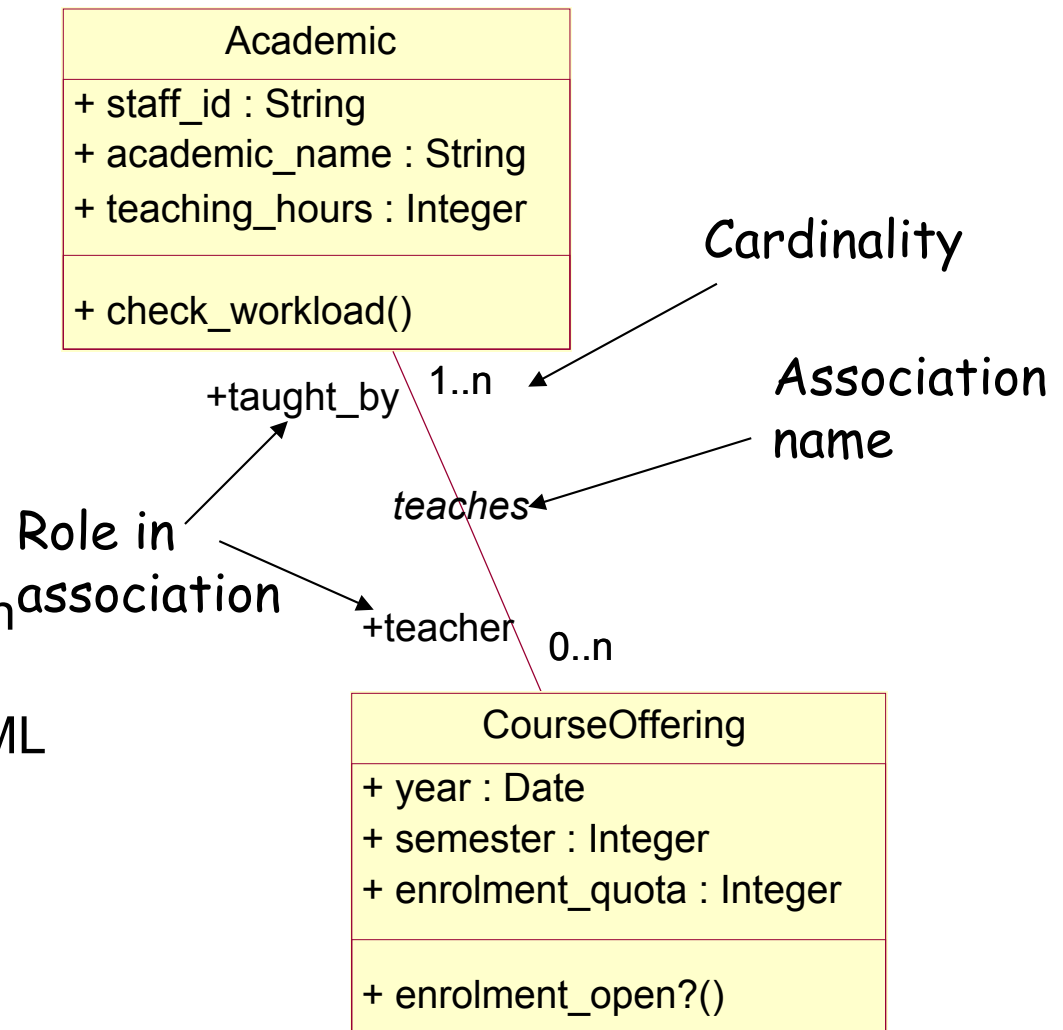 Academic
+ staff_id : String
+ academic_name : String
+ teaching_hours : Integer
+ check_workload()
Cardinality
1..n
+taught_by
Association
name
teaches
Role in
association
n
+teacher
0..n
ML
CourseOffering
+ year : Date
+ semester : Integer
+ enrolment_quota : Integer
+ enrolment_open?()